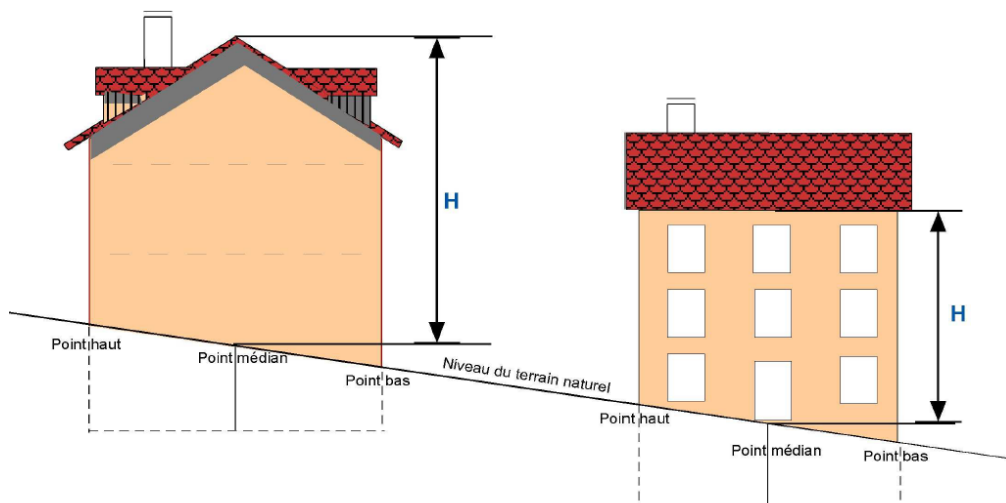 H
H
Point haut
Point médian
Point bas
Niveau du terrain naturel
Point haut
Point médian
Point bas